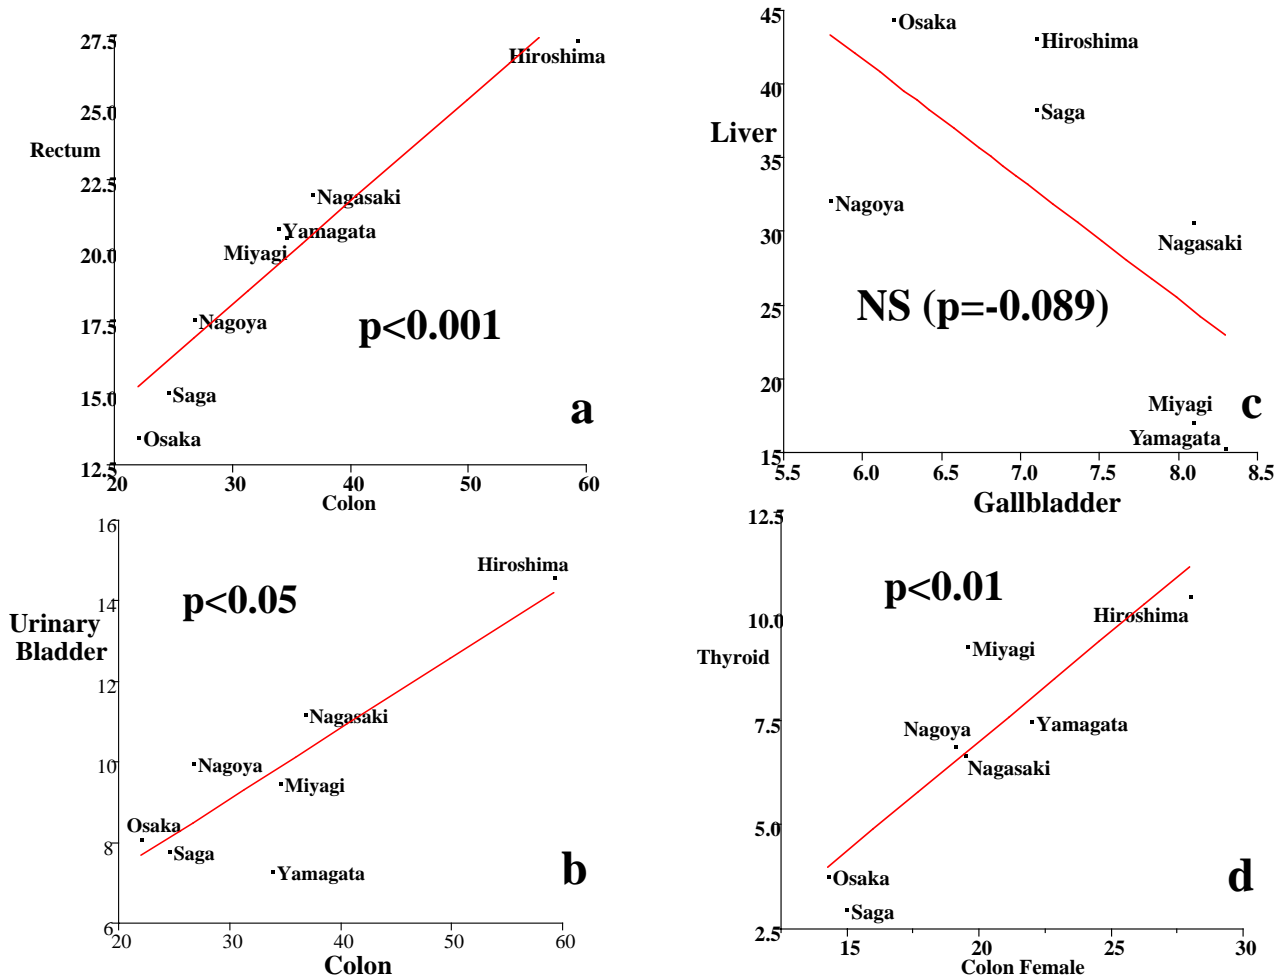 27.5
Hiroshima
25.0
Rectum
22.5
Nagasaki
Yamagata
Miyagi
20.0
17.5
Nagoya
p<0.001
15.0
Saga
a
Osaka
12.5
20 30 40 50 60
Colon
45
Osaka
Hiroshima
40
Saga
Liver
35
Nagoya
30
Nagasaki
NS (p=-0.089)
25
20
Miyagi
c
Yamagata
15
5.5 6.0 6.5 7.0 7.5 8.0 8.5
Gallbladder
16
Hiroshima
p<0.05
14
Urinary
Bladder
12
Nagasaki
10
Nagoya
Miyagi
Osaka
8
Saga
Yamagata
b
6
20 30 40 50 60
Colon
12.5
p<0.01
Hiroshima
10.0
Miyagi
Thyroid
7.5
Yamagata
Nagoya
Nagasaki
5.0
Osaka
d
Saga
2.5
15 20 25 30
Colon Female